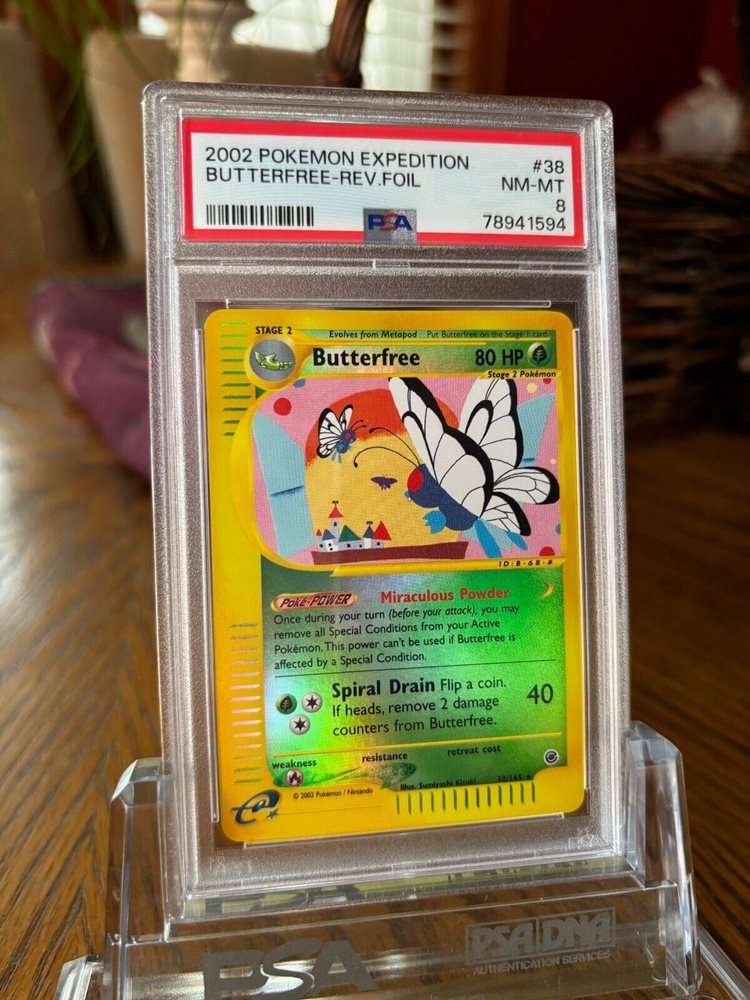 2002 POKEMON EXPEDITION #38
BUTTERFREE-REV.FOIL NM-MT
8
PSA 78941594
STAGE 2 Evolves from Metapod Put Butterfree on the Stage 1 card
Butterfree 80 HP
Stage 2 Pokémon
ID:B-68-#
Poké-POWER Miraculous Powder
Once during your turn (before your attack), you may
remove all Special Conditions from your Active
Pokémon. This power can't be used if Butterfree is
affected by a Special Condition.
Spiral Drain Flip a coin. 40
If heads, remove 2 damage
counters from Butterfree.
weakness resistance retreat cost
Illus. Sumiyoshi Kizuki 38/165
© 2002 Pokémon / Nintendo
e
PSA PSA DNA
AUTHENTICATION SERVICES